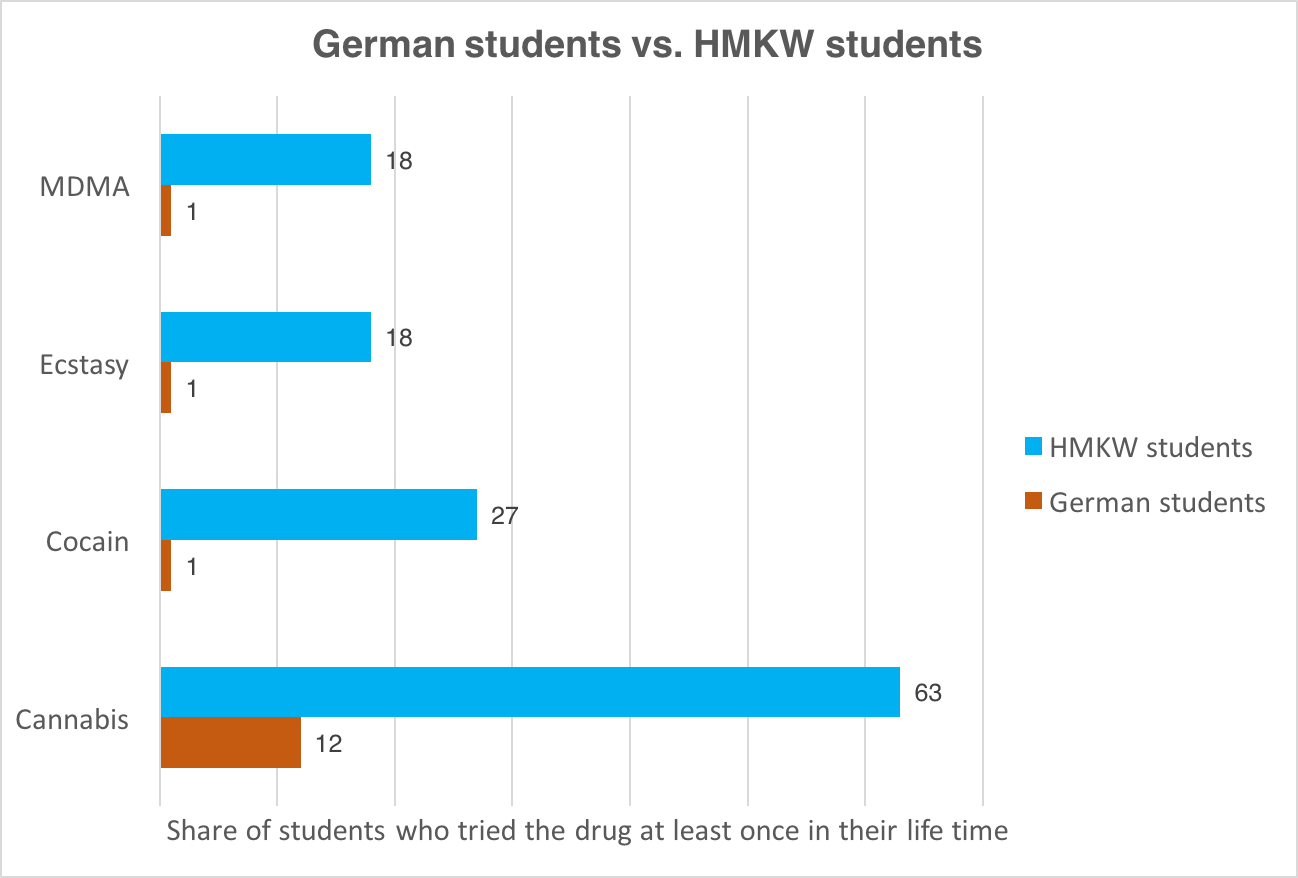 German students vs. HMKW students
MDMA
18
1
Ecstasy
18
1
Cocain
27
1
Cannabis
63
12
HMKW students
German students
Share of students who tried the drug at least once in their life time